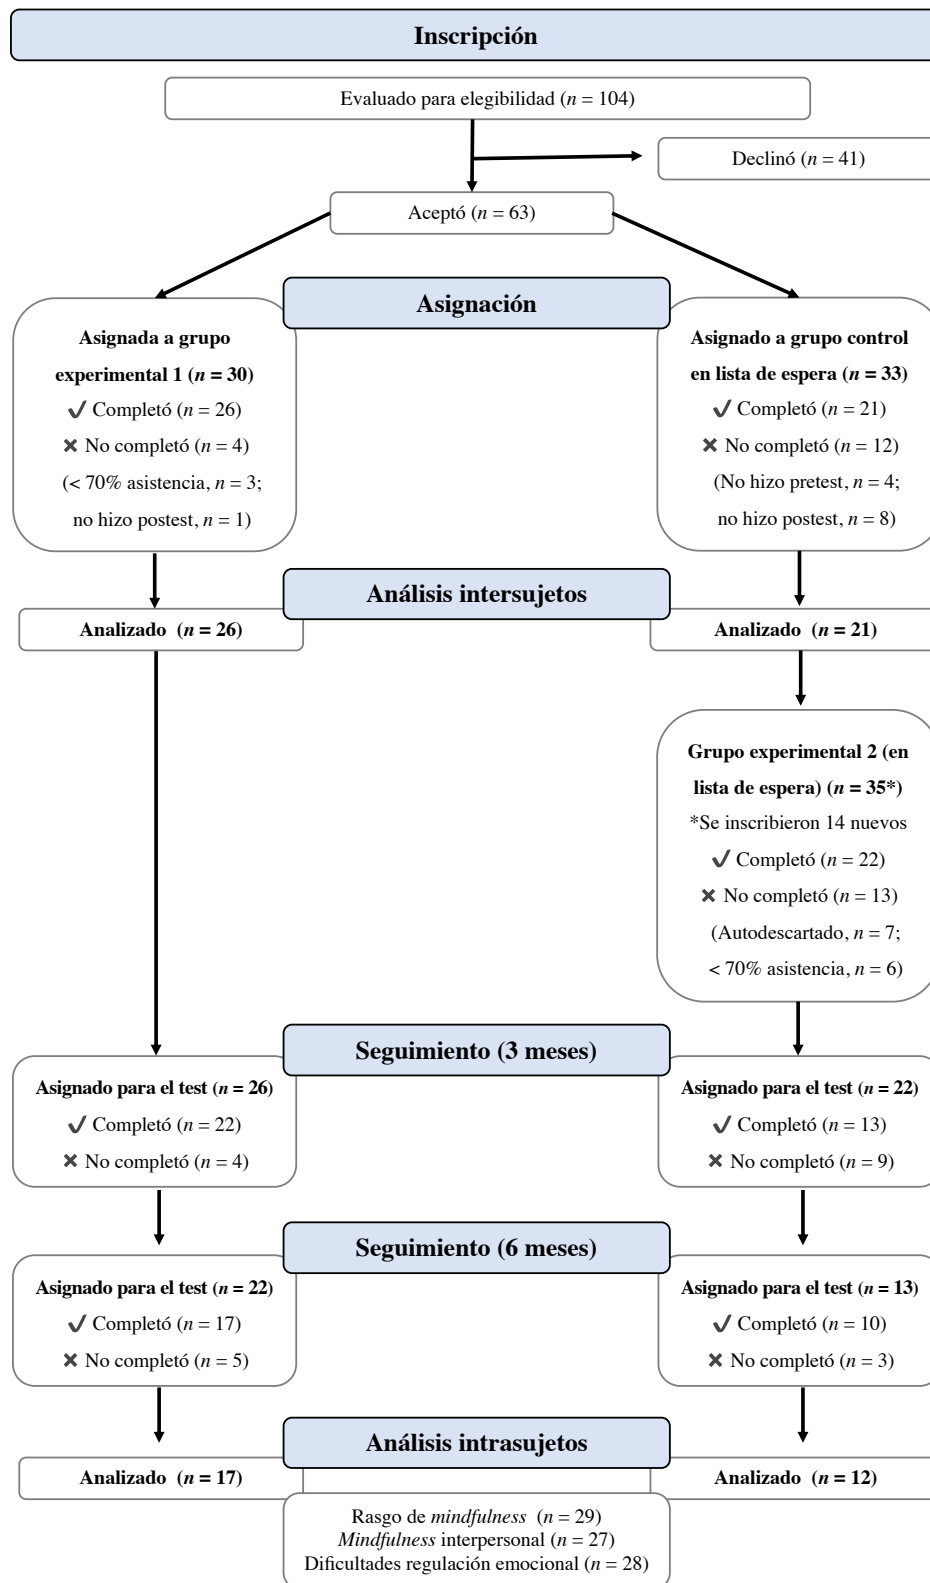 Inscripción
Evaluado para elegibilidad (n = 104)
Declinó (n = 41)
Aceptó (n = 63)
Asignación
Asignada a grupo
experimental 1 (n = 30)
✓ Completó (n = 26)
✖ No completó (n = 4)
(< 70% asistencia, n = 3;
no hizo postest, n = 1)
Asignado a grupo control
en lista de espera (n = 33)
✓ Completó (n = 21)
✖ No completó (n = 12)
(No hizo pretest, n = 4;
no hizo postest, n = 8)
Análisis intersujetos
Analizado (n = 26)
Analizado (n = 21)
Grupo experimental 2 (en
lista de espera) (n = 35*)
*Se inscribieron 14 nuevos
✓ Completó (n = 22)
✖ No completó (n = 13)
(Autodescartado, n = 7;
< 70% asistencia, n = 6)
Seguimiento (3 meses)
Asignado para el test (n = 26)
✓ Completó (n = 22)
✖ No completó (n = 4)
Asignado para el test (n = 22)
✓ Completó (n = 13)
✖ No completó (n = 9)
Seguimiento (6 meses)
Asignado para el test (n = 22)
✓ Completó (n = 17)
✖ No completó (n = 5)
Asignado para el test (n = 13)
✓ Completó (n = 10)
✖ No completó (n = 3)
Análisis intrasujetos
Analizado (n = 17)
Analizado (n = 12)
Rasgo de mindfulness (n = 29)
Mindfulness interpersonal (n = 27)
Dificultades regulación emocional (n = 28)